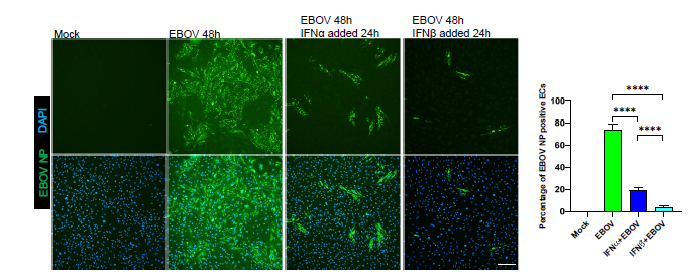 Mock
EBOV 48h
EBOV 48h
IFNα added 24h
EBOV 48h
IFNβ added 24h
EBOV NP DAPI
Percentage of EBOV NP positive ECs
100
80
60
40
20
0
****
****
****
Mock
EBOV
IFNα+EBOV
IFNβ+EBOV